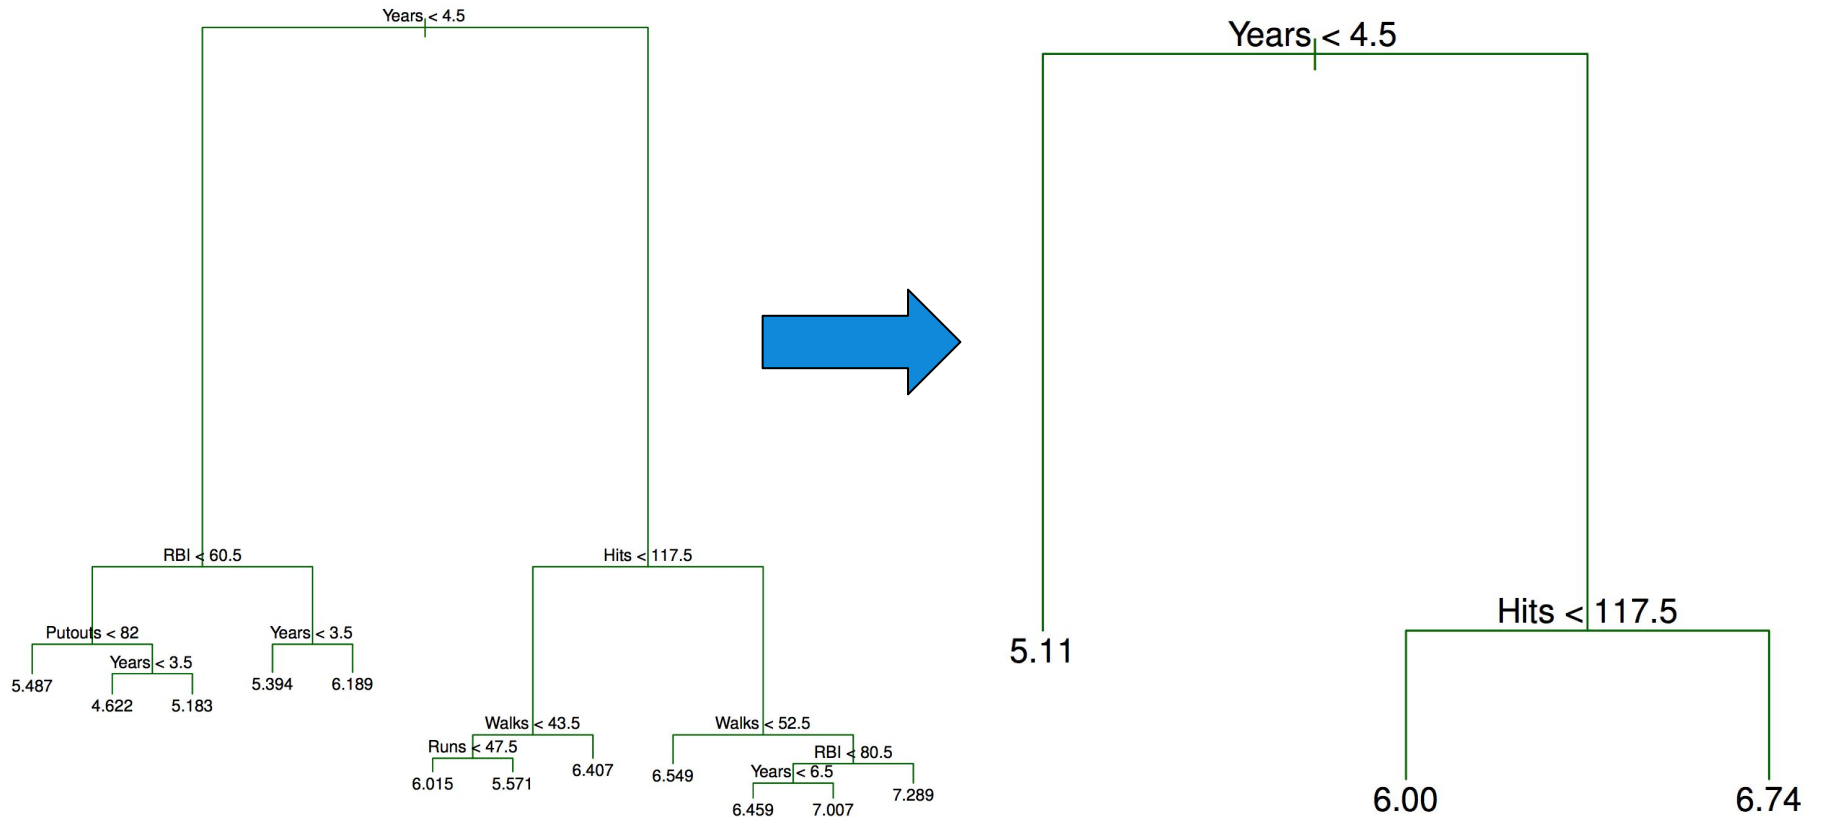 Years < 4.5
RBI < 60.5
Hits < 117.5
Putouts < 82
Years < 3.5
Years < 3.5
5.487
4.622
5.183
5.394
6.189
Walks < 43.5
Walks < 52.5
Runs < 47.5
RBI < 80.5
Years < 6.5
6.015
5.571
6.407
6.549
6.459
7.007
7.289
Years < 4.5
Hits < 117.5
5.11
6.00
6.74